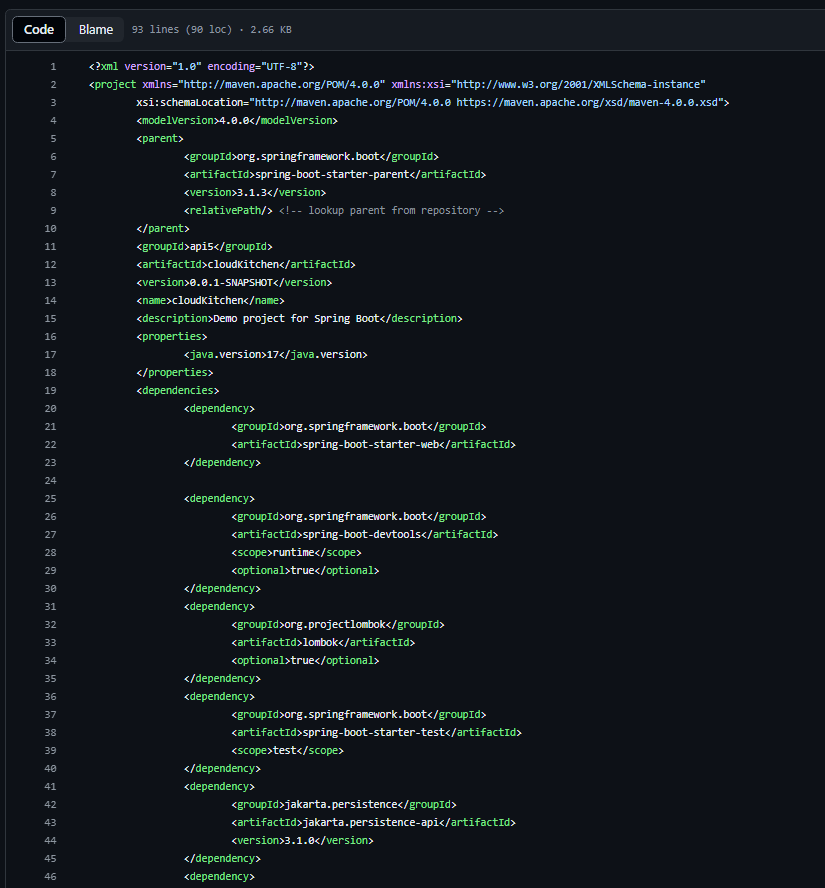 Code Blame 93 lines (90 loc) · 2.66 KB
1 <?xml version="1.0" encoding="UTF-8"?>
2 <project xmlns="http://maven.apache.org/POM/4.0.0" xmlns:xsi="http://www.w3.org/2001/XMLSchema-instance"
3 xsi:schemaLocation="http://maven.apache.org/POM/4.0.0 https://maven.apache.org/xsd/maven-4.0.0.xsd">
4 <modelVersion>4.0.0</modelVersion>
5 <parent>
6 <groupId>org.springframework.boot</groupId>
7 <artifactId>spring-boot-starter-parent</artifactId>
8 <version>3.1.3</version>
9 <relativePath/> <!-- lookup parent from repository -->
10 </parent>
11 <groupId>api5</groupId>
12 <artifactId>cloudKitchen</artifactId>
13 <version>0.0.1-SNAPSHOT</version>
14 <name>cloudKitchen</name>
15 <description>Demo project for Spring Boot</description>
16 <properties>
17 <java.version>17</java.version>
18 </properties>
19 <dependencies>
20 <dependency>
21 <groupId>org.springframework.boot</groupId>
22 <artifactId>spring-boot-starter-web</artifactId>
23 </dependency>
24
25 <dependency>
26 <groupId>org.springframework.boot</groupId>
27 <artifactId>spring-boot-devtools</artifactId>
28 <scope>runtime</scope>
29 <optional>true</optional>
30 </dependency>
31 <dependency>
32 <groupId>org.projectlombok</groupId>
33 <artifactId>lombok</artifactId>
34 <optional>true</optional>
35 </dependency>
36 <dependency>
37 <groupId>org.springframework.boot</groupId>
38 <artifactId>spring-boot-starter-test</artifactId>
39 <scope>test</scope>
40 </dependency>
41 <dependency>
42 <groupId>jakarta.persistence</groupId>
43 <artifactId>jakarta.persistence-api</artifactId>
44 <version>3.1.0</version>
45 </dependency>
46 <dependency>